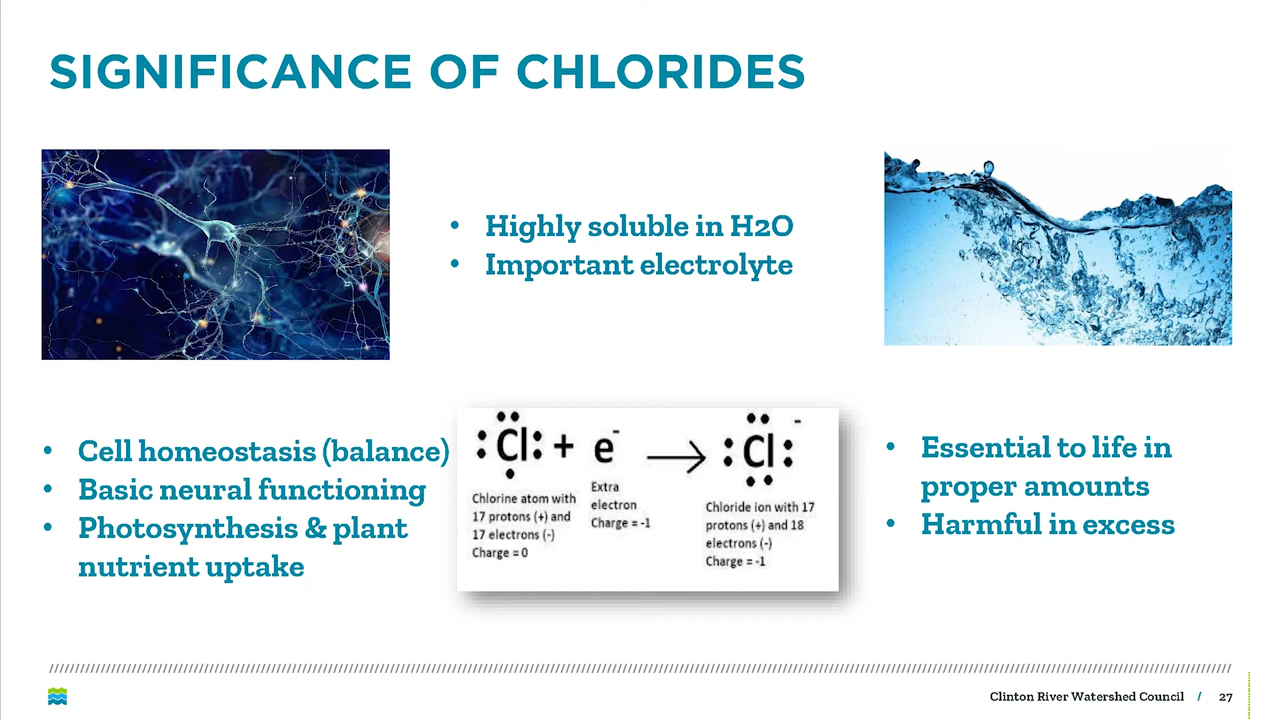 SIGNIFICANCE OF CHLORIDES
• Highly soluble in H2O
• Important electrolyte
• Cell homeostasis (balance)
• Basic neural functioning
• Photosynthesis & plant
nutrient uptake
Cl + e- → Cl -
Chlorine atom with
17 protons (+) and
17 electrons (-)
Charge = 0
Extra
electron
Charge = -1
Chloride ion with 17
protons (+) and 18
electrons (-)
Charge = -1
• Essential to life in
proper amounts
• Harmful in excess
Clinton River Watershed Council / 27